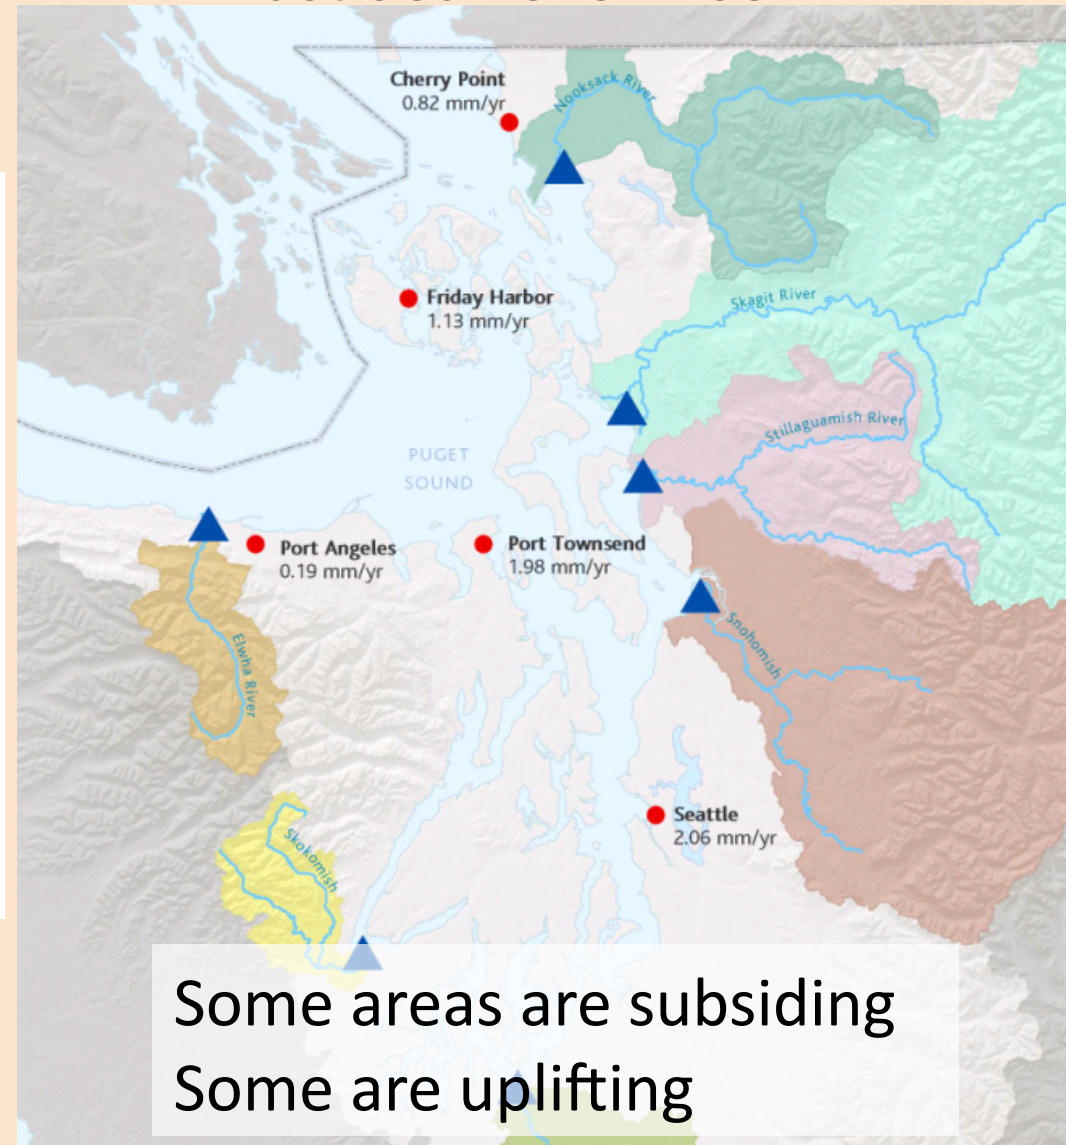 Cherry Point
0.82 mm/yr
Nooksack River
Friday Harbor
1.13 mm/yr
Skagit River
Stillaguamish River
PUGET
SOUND
Port Angeles
0.19 mm/yr
Port Townsend
1.98 mm/yr
Snohomish
Elwha River
Seattle
2.06 mm/yr
Skokomish
Some areas are subsiding
Some are uplifting